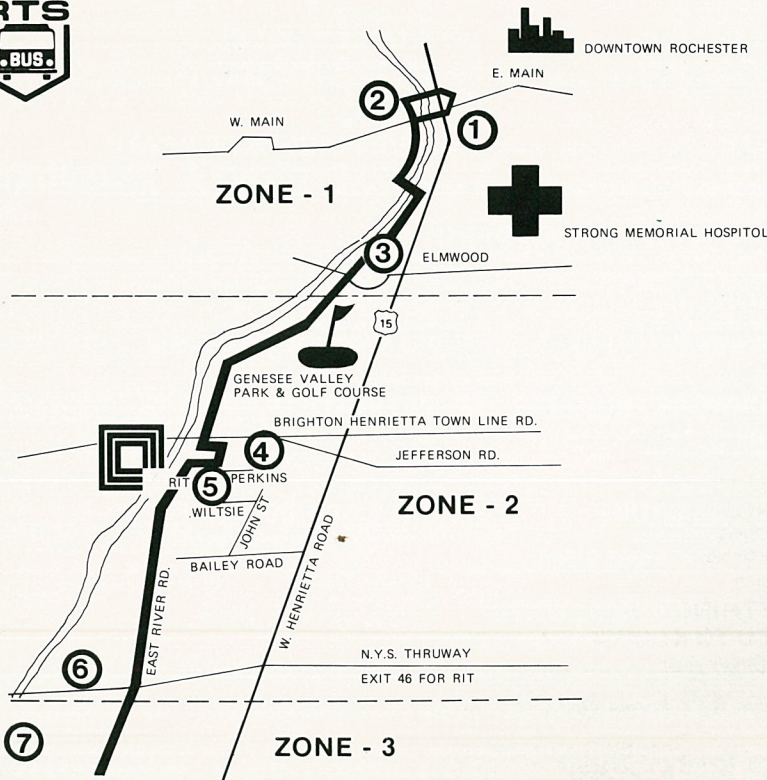 RTS
BUS
DOWNTOWN ROCHESTER
E. MAIN
2
W. MAIN
1
ZONE - 1
STRONG MEMORIAL HOSPITOL
3
ELMWOOD
15
GENESEE VALLEY
PARK & GOLF COURSE
BRIGHTON HENRIETTA TOWN LINE RD.
4
JEFFERSON RD.
RIT
5
PERKINS
WILTSIE
ZONE - 2
JOHN ST
BAILEY ROAD
W. HENRIETTA ROAD
EAST RIVER RD.
6
N.Y.S. THRUWAY
EXIT 46 FOR RIT
7
ZONE - 3